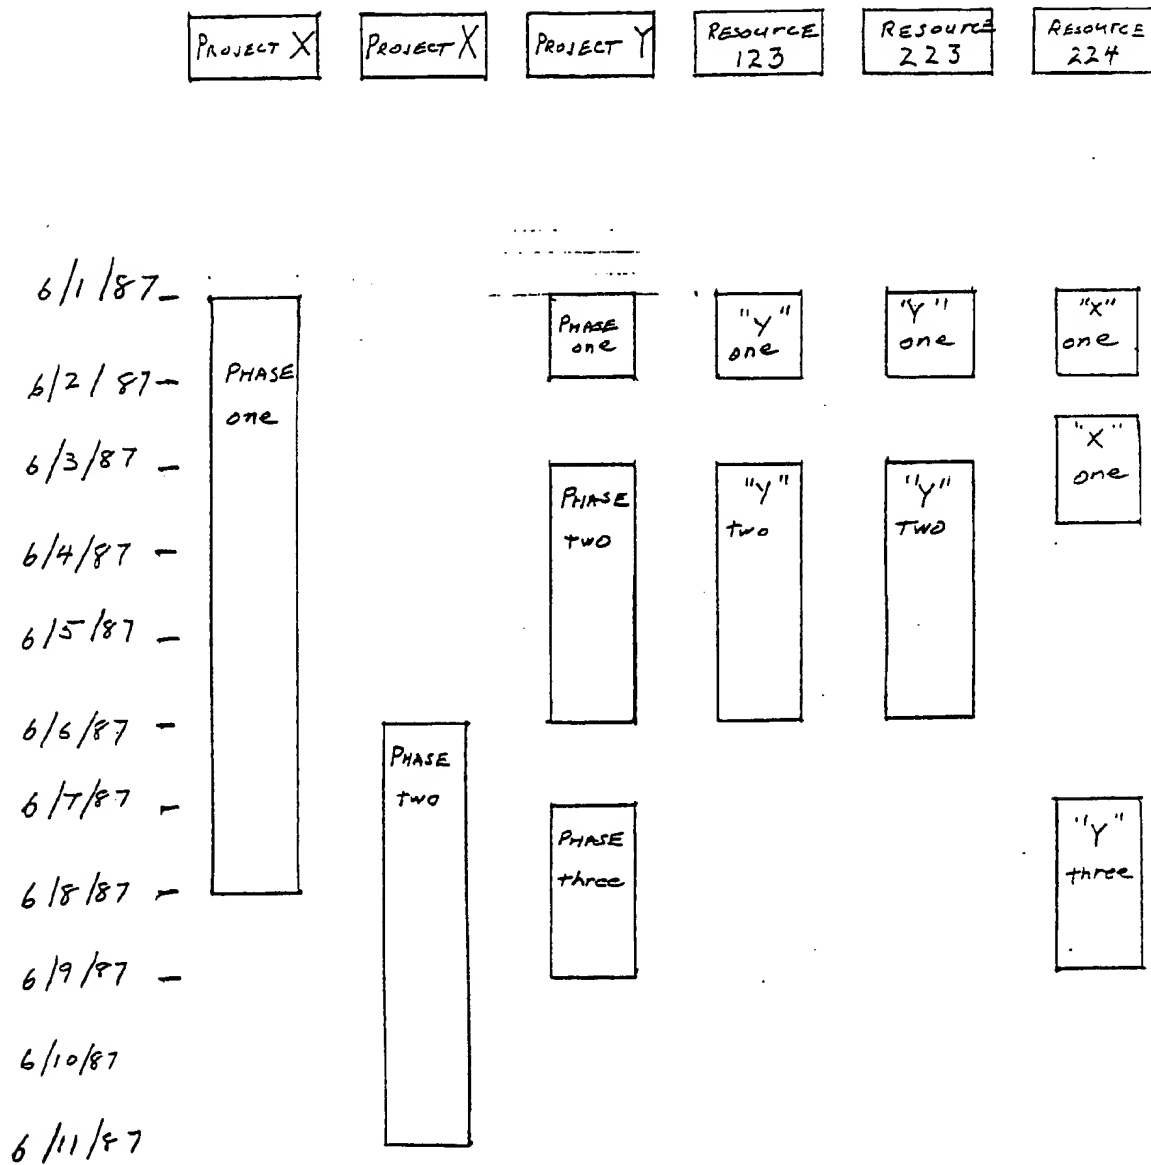 PROJECT X
PROJECT X
PROJECT Y
RESOURCE
123
RESOURCE
223
RESOURCE
224
6/1/87
6/2/87
6/3/87
6/4/87
6/5/87
6/6/87
6/7/87
6/8/87
6/9/87
6/10/87
6/11/87
PHASE
one
PHASE
two
PHASE
one
PHASE
two
PHASE
three
"Y"
one
"Y"
two
"Y"
one
"Y"
TWO
"X"
one
"X"
one
"Y"
three